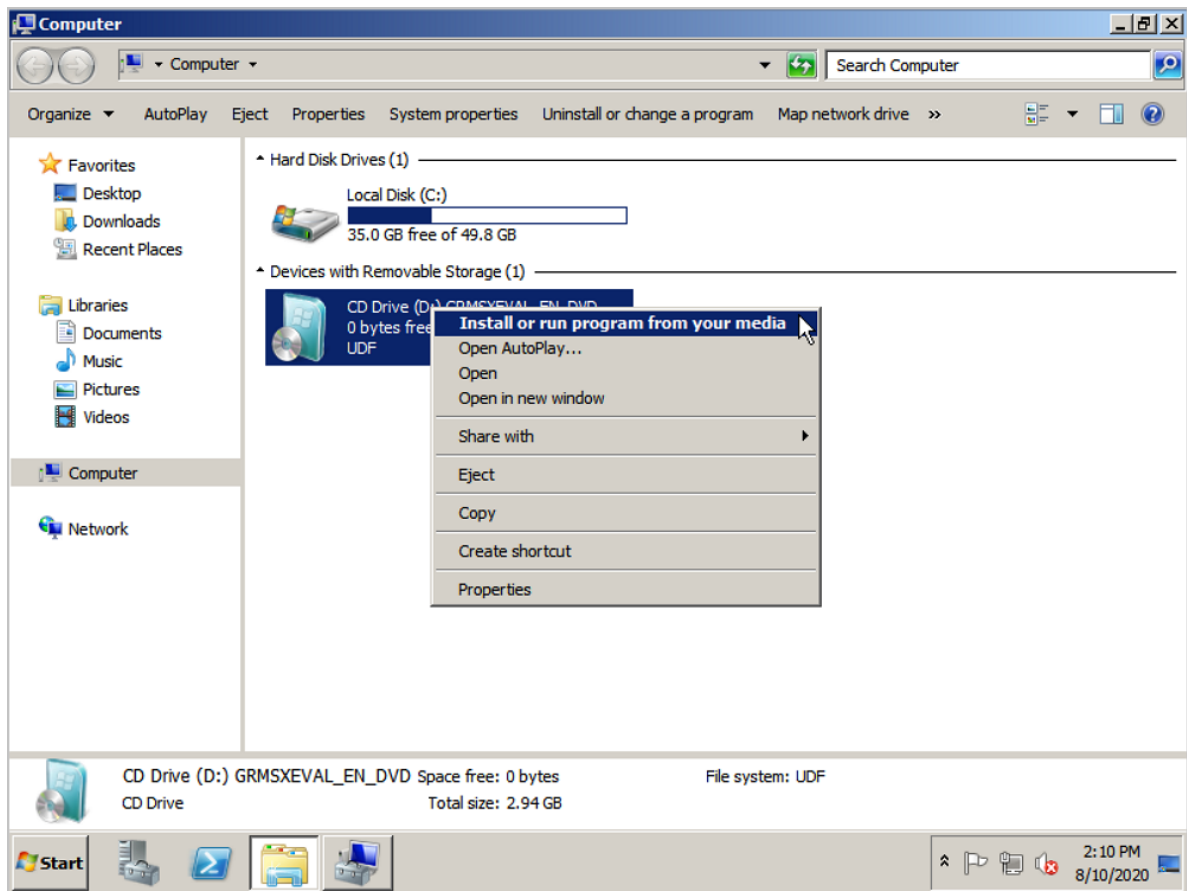 Computer
Computer
Search Computer
Organize AutoPlay Eject Properties System properties Uninstall or change a program Map network drive »
Favorites
Desktop
Downloads
Recent Places
Libraries
Documents
Music
Pictures
Videos
Computer
Network
Hard Disk Drives (1)
Local Disk (C:)
35.0 GB free of 49.8 GB
Devices with Removable Storage (1)
CD Drive (D:) GRMSXEVAL_EN_DVD
0 bytes free
UDF
Install or run program from your media
Open AutoPlay...
Open
Open in new window
Share with
Eject
Copy
Create shortcut
Properties
CD Drive (D:) GRMSXEVAL_EN_DVD Space free: 0 bytes File system: UDF
CD Drive Total size: 2.94 GB
Start
2:10 PM
8/10/2020